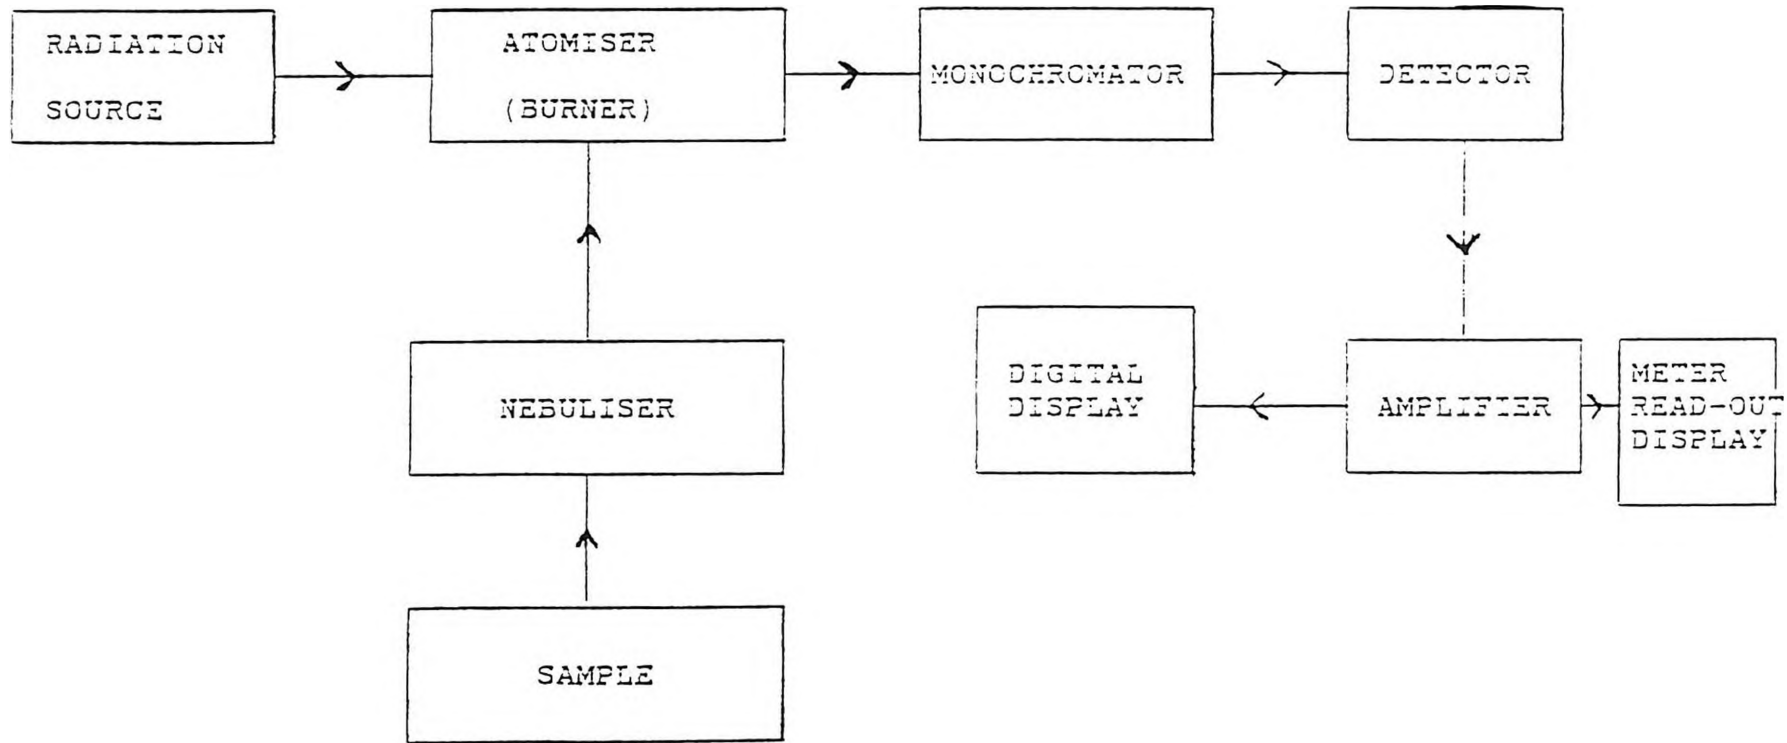 RADIATION
SOURCE
ATOMISER
(BURNER)
MONOCHROMATOR
DETECTOR
NEBULISER
DIGITAL
DISPLAY
AMPLIFIER
METER
READ-OUT
DISPLAY
SAMPLE